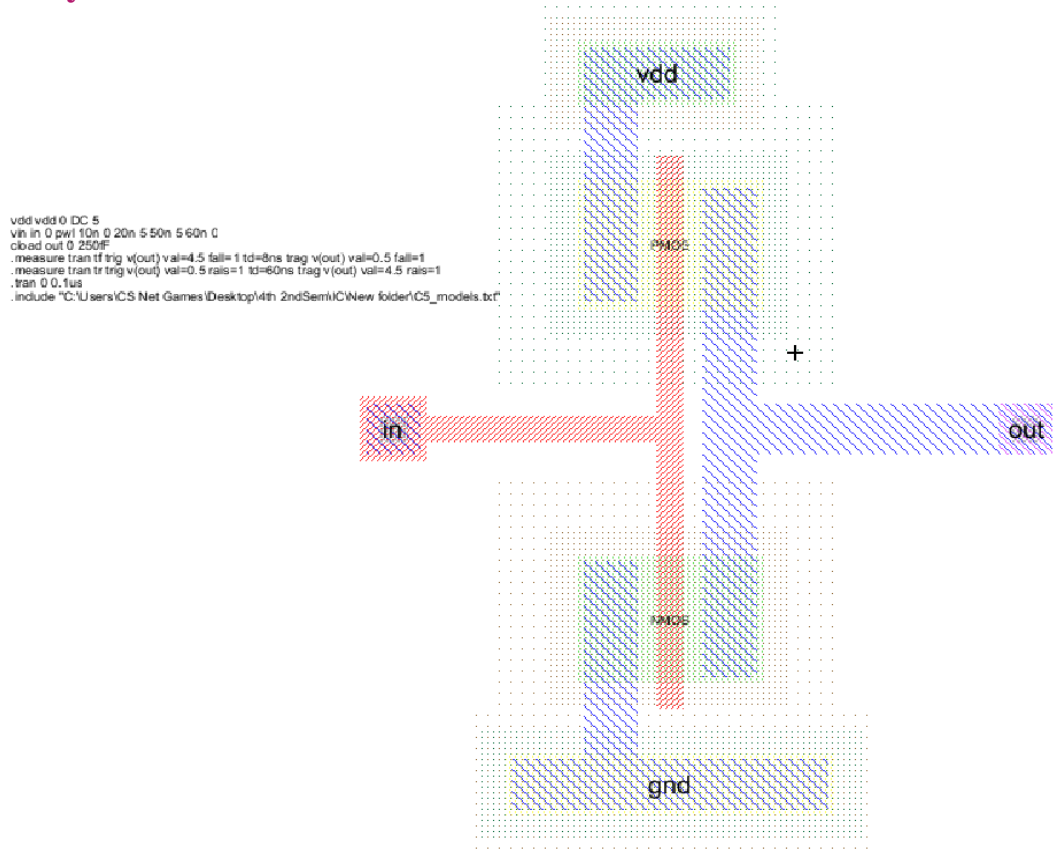 vdd
vdd vdd 0 DC 5
vin in 0 pwl 10n 0 20n 5 50n 5 60n 0
cload out 0 250fF
.measure tran tf trig v(out) val=4.5 fall=1 td=8ns trag v(out) val=0.5 fall=1
.measure tran tr trig v(out) val=0.5 rais=1 td=60ns trag v(out) val=4.5 rais=1
.tran 0 0.1us
.include "C:\Users\CS Net Games\Desktop\4th 2ndSem\IC\New folder\C5_models.txt"
PMOS
in
out
NMOS
gnd